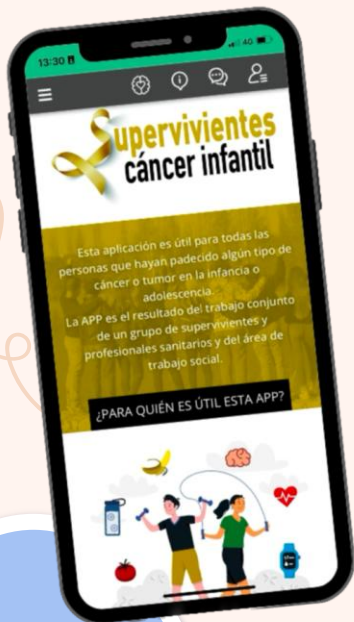 13:30
4G
Supervivientes
cáncer infantil
Esta aplicación es útil para todas las
personas que hayan padecido algún tipo de
cáncer o tumor en la infancia o
adolescencia.
La APP es el resultado del trabajo conjunto
de un grupo de supervivientes y
profesionales sanitarios y del área de
trabajo social.
¿PARA QUIÉN ES ÚTIL ESTA APP?